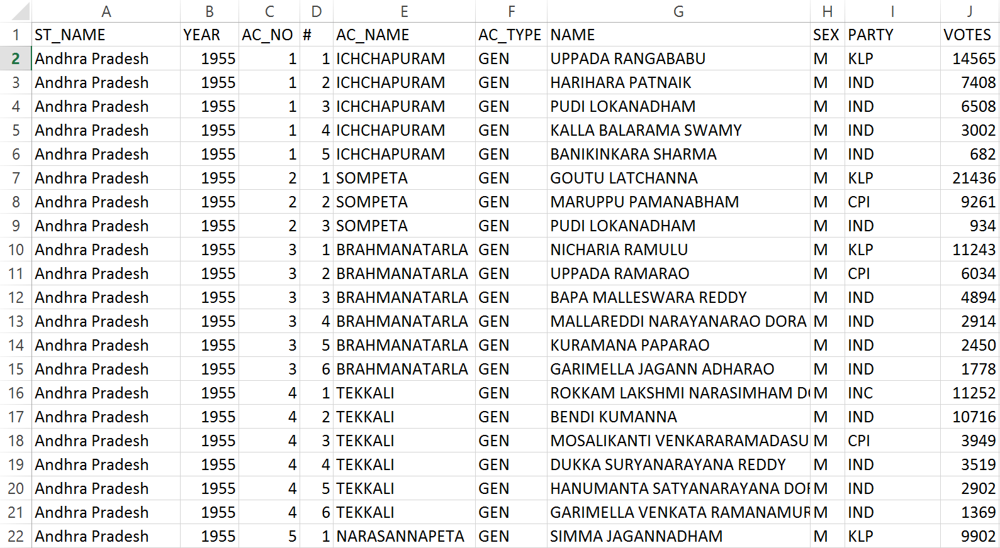 A B C D E F G H I J
1 ST_NAME YEAR AC_NO # AC_NAME AC_TYPE NAME SEX PARTY VOTES
2 Andhra Pradesh 1955 1 1 ICHCHAPURAM GEN UPPADA RANGABABU M KLP 14565
3 Andhra Pradesh 1955 1 2 ICHCHAPURAM GEN HARIHARA PATNAIK M IND 7408
4 Andhra Pradesh 1955 1 3 ICHCHAPURAM GEN PUDI LOKANADHAM M IND 6508
5 Andhra Pradesh 1955 1 4 ICHCHAPURAM GEN KALLA BALARAMA SWAMY M IND 3002
6 Andhra Pradesh 1955 1 5 ICHCHAPURAM GEN BANIKINKARA SHARMA M IND 682
7 Andhra Pradesh 1955 2 1 SOMPETA GEN GOUTU LATCHANNA M KLP 21436
8 Andhra Pradesh 1955 2 2 SOMPETA GEN MARUPPU PAMANABHAM M CPI 9261
9 Andhra Pradesh 1955 2 3 SOMPETA GEN PUDI LOKANADHAM M IND 934
10 Andhra Pradesh 1955 3 1 BRAHMANATARLA GEN NICHARIA RAMULU M KLP 11243
11 Andhra Pradesh 1955 3 2 BRAHMANATARLA GEN UPPADA RAMARAO M CPI 6034
12 Andhra Pradesh 1955 3 3 BRAHMANATARLA GEN BAPA MALLESWARA REDDY M IND 4894
13 Andhra Pradesh 1955 3 4 BRAHMANATARLA GEN MALLAREDDI NARAYANARAO DORA M IND 2914
14 Andhra Pradesh 1955 3 5 BRAHMANATARLA GEN KURAMANA PAPARAO M IND 2450
15 Andhra Pradesh 1955 3 6 BRAHMANATARLA GEN GARIMELLA JAGANN ADHARAO M IND 1778
16 Andhra Pradesh 1955 4 1 TEKKALI GEN ROKKAM LAKSHMI NARASIMHAM M INC 11252
17 Andhra Pradesh 1955 4 2 TEKKALI GEN BENDI KUMANNA M IND 10716
18 Andhra Pradesh 1955 4 3 TEKKALI GEN MOSALIKANTI VENKARARAMADASU M CPI 3949
19 Andhra Pradesh 1955 4 4 TEKKALI GEN DUKKA SURYANARAYANA REDDY M IND 3519
20 Andhra Pradesh 1955 4 5 TEKKALI GEN HANUMANTA SATYANARAYANA M IND 2902
21 Andhra Pradesh 1955 4 6 TEKKALI GEN GARIMELLA VENKATA M IND 1369
22 Andhra Pradesh 1955 5 1 NARASANNAPETA GEN SIMMA JAGANNADHAM M KLP 9902